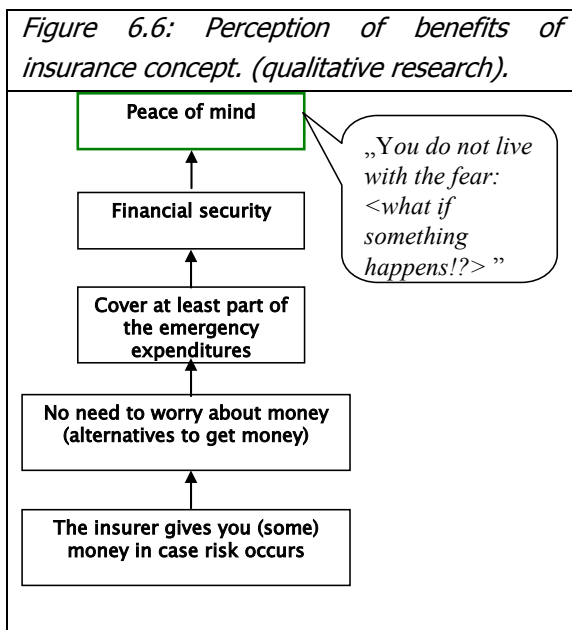 Figure 6.6: Perception of benefits of
insurance concept. (qualitative research).
Peace of mind
„You do not live
with the fear:
<what if
something
happens!?> ”
Financial security
Cover at least part of
the emergency
expenditures
No need to worry about money
(alternatives to get money)
The insurer gives you (some)
money in case risk occurs